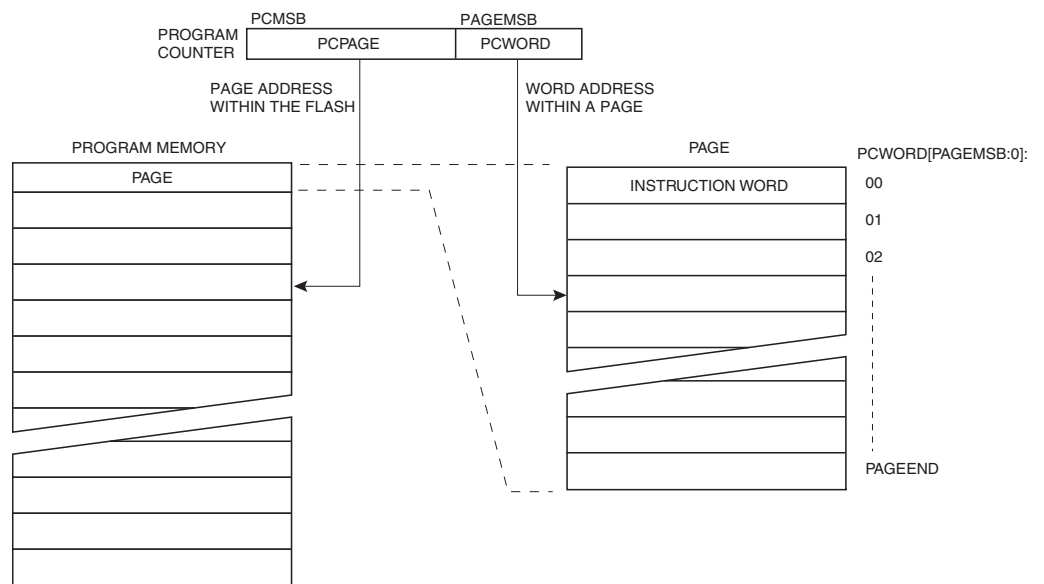 PCMSB
PAGEMSB
PROGRAM
COUNTER
PCPAGE
PCWORD
PAGE ADDRESS
WITHIN THE FLASH
WORD ADDRESS
WITHIN A PAGE
PROGRAM MEMORY
PAGE
PAGE
PCWORD[PAGEMSB:0]:
INSTRUCTION WORD
00
01
02
PAGEEND